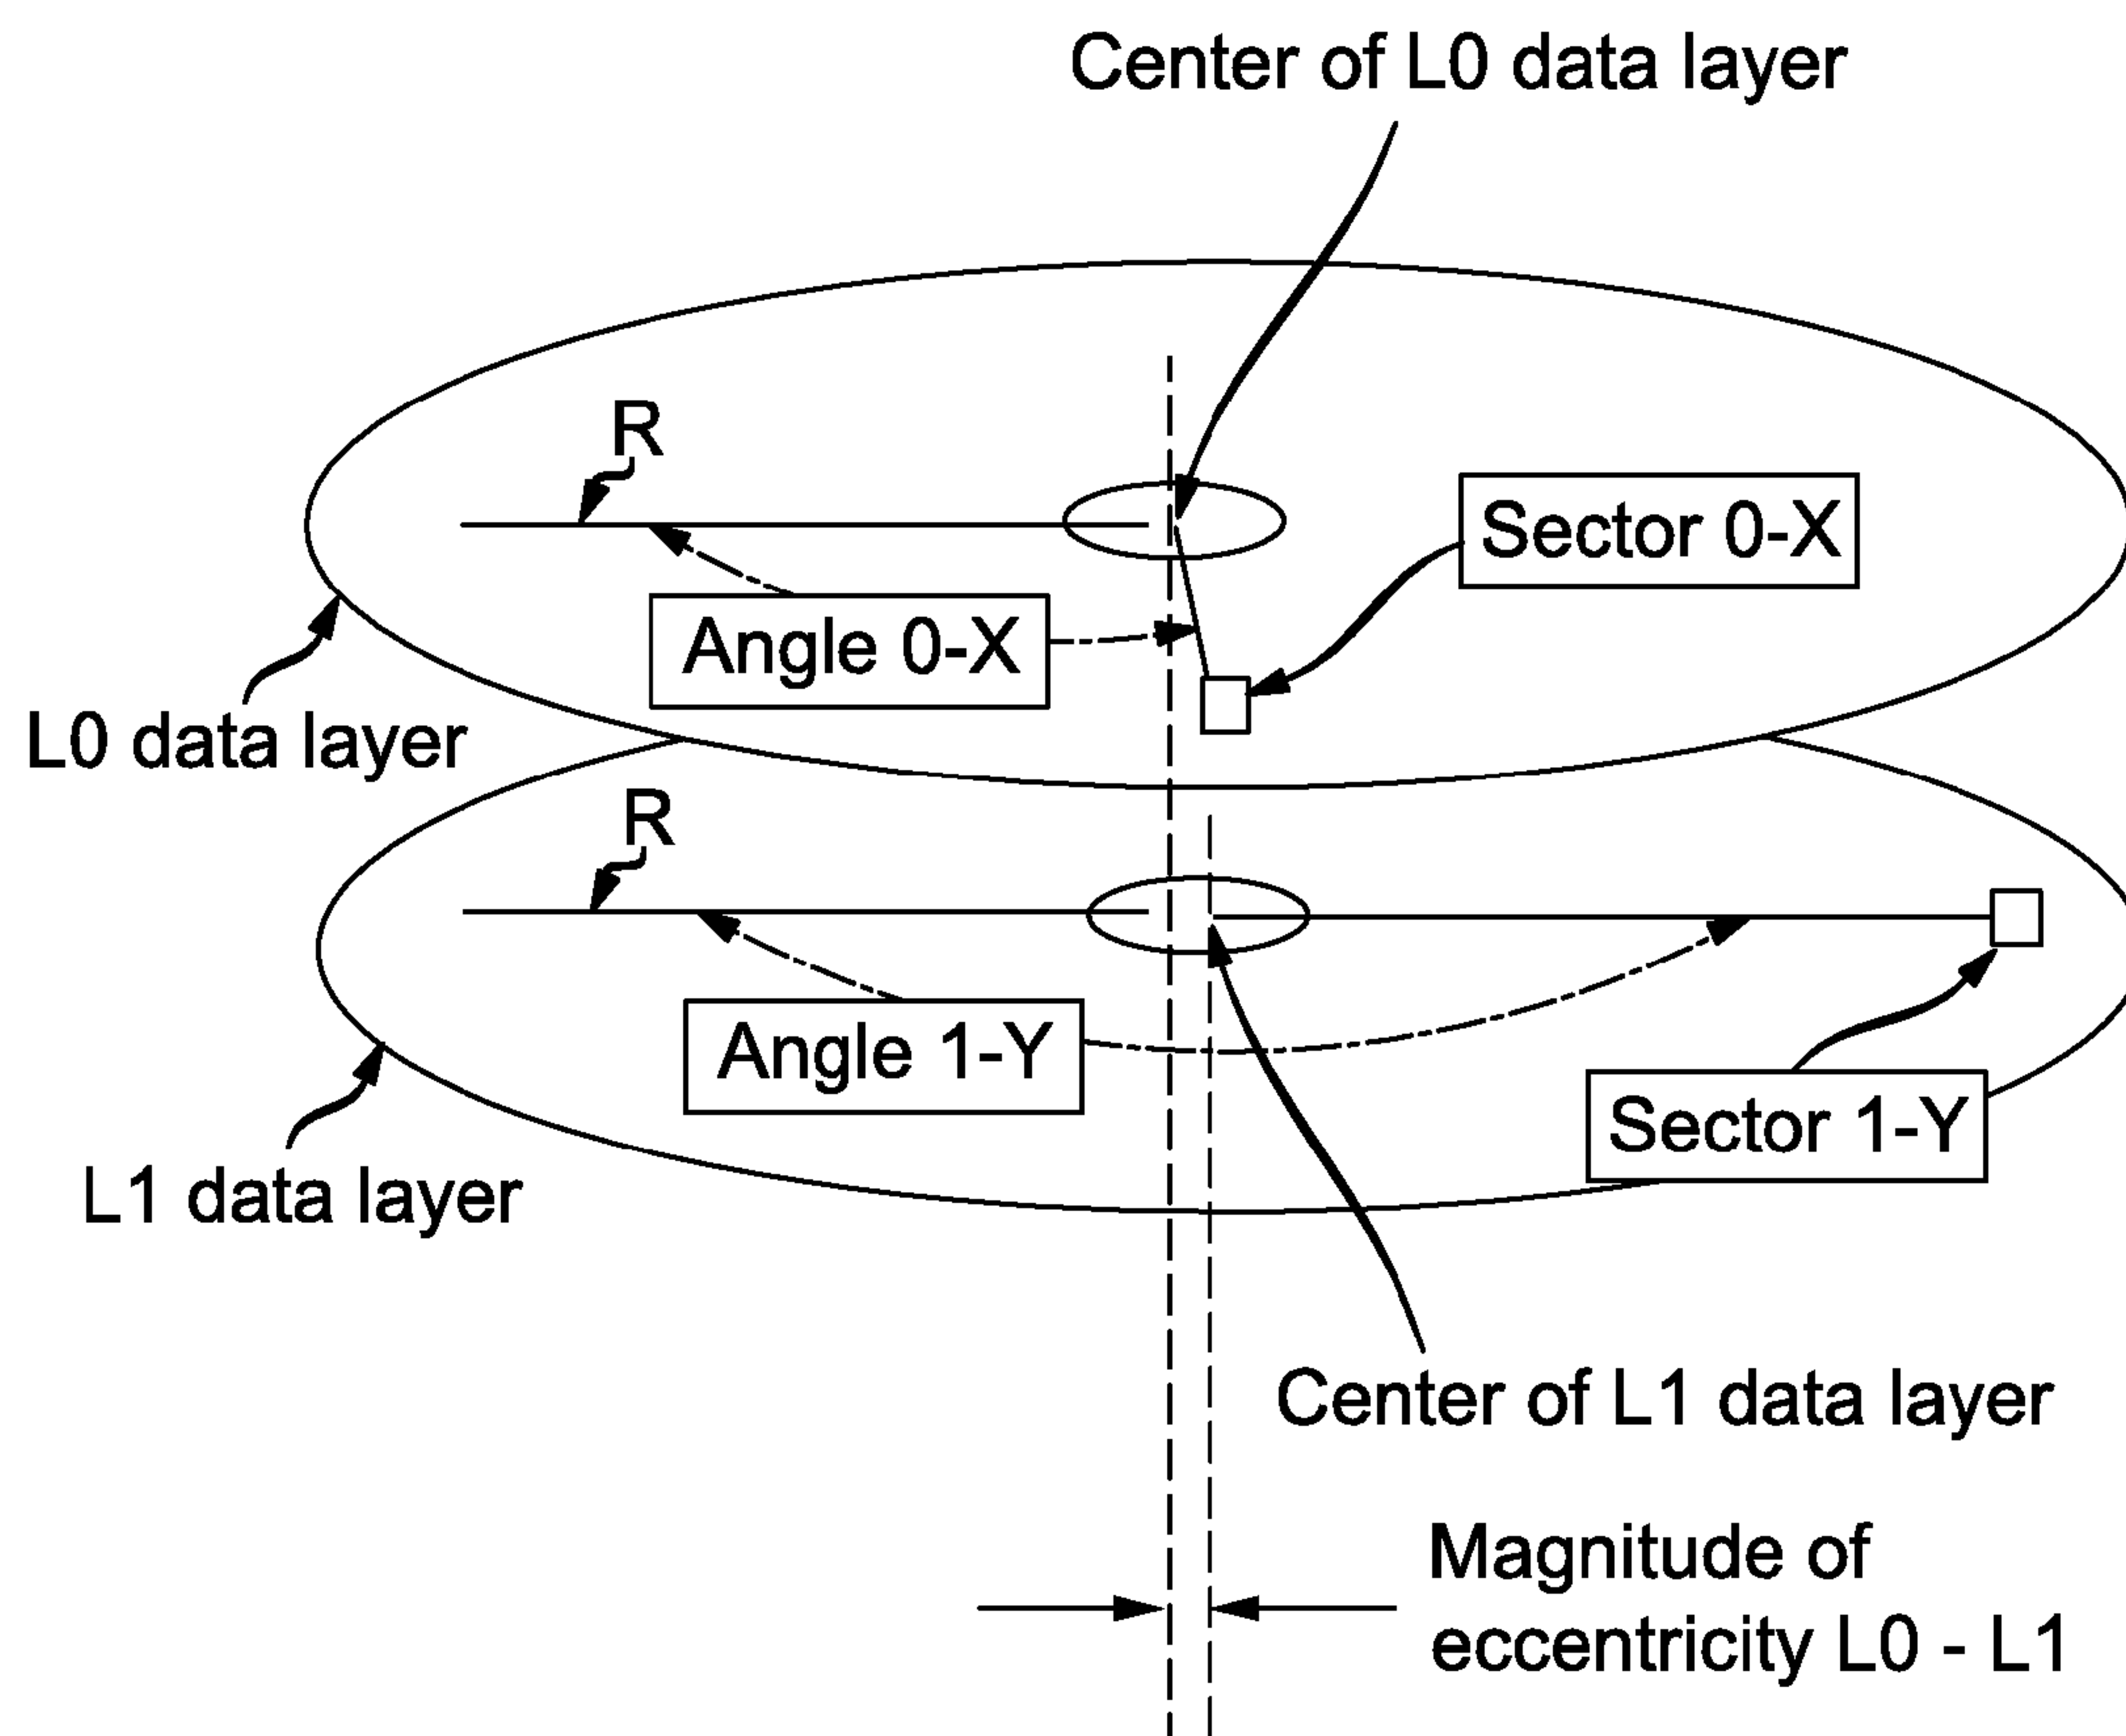 Center of L0 data layer
R
Sector 0-X
Angle 0-X
L0 data layer
R
Angle 1-Y
Sector 1-Y
L1 data layer
Center of L1 data layer
Magnitude of
eccentricity L0 - L1